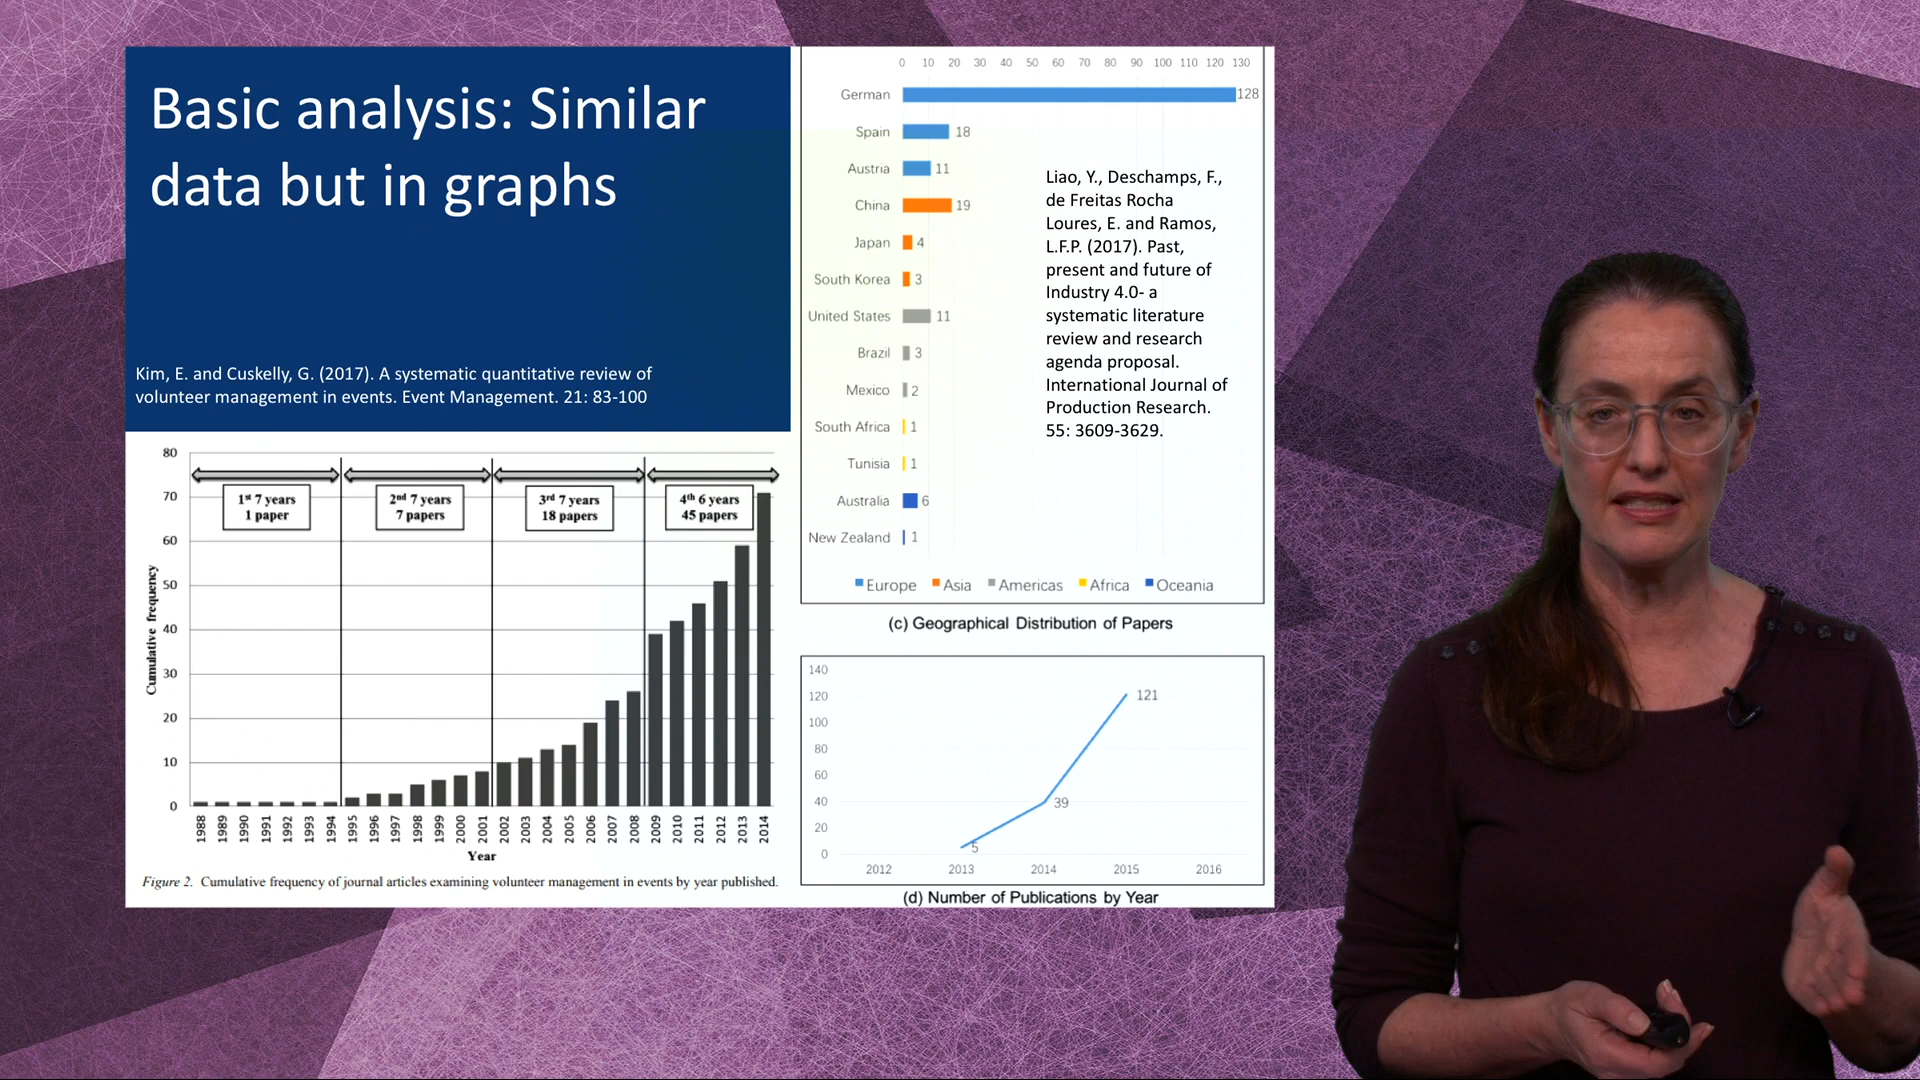 Basic analysis: Similar
data but in graphs
Kim, E. and Cuskelly, G. (2017). A systematic quantitative review of
volunteer management in events. Event Management. 21: 83-100
80
70
60
50
40
30
20
10
0
Cumulative frequency
1st 7 years
1 paper
2nd 7 years
7 papers
3rd 7 years
18 papers
4th 6 years
45 papers
1988 1989 1990 1991 1992 1993 1994 1995 1996 1997 1998 1999 2000 2001 2002 2003 2004 2005 2006 2007 2008 2009 2010 2011 2012 2013 2014
Year
Figure 2. Cumulative frequency of journal articles examining volunteer management in events by year published.
0 10 20 30 40 50 60 70 80 90 100 110 120 130
German 128
Spain 18
Austria 11
China 19
Japan 4
South Korea 3
United States 11
Brazil 3
Mexico 2
South Africa 1
Tunisia 1
Australia 6
New Zealand 1
Europe Asia Americas Africa Oceania
Liao, Y., Deschamps, F.,
de Freitas Rocha
Loures, E. and Ramos,
L.F.P. (2017). Past,
present and future of
Industry 4.0- a
systematic literature
review and research
agenda proposal.
International Journal of
Production Research.
55: 3609-3629.
(c) Geographical Distribution of Papers
140
120
100
80
60
40
20
0
5
39
121
2012 2013 2014 2015 2016
(d) Number of Publications by Year